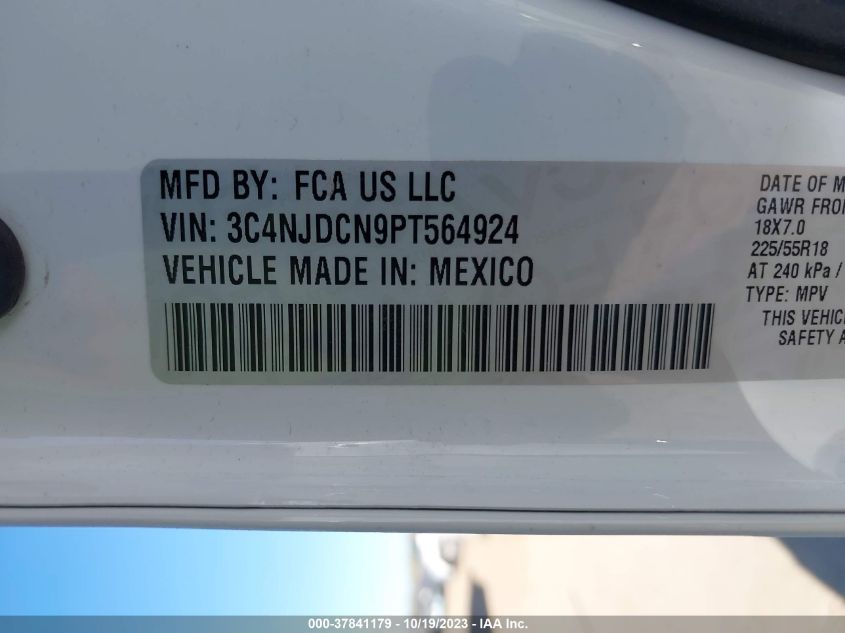 MFD BY: FCA US LLC
VIN: 3C4NJDCN9PT564924
VEHICLE MADE IN: MEXICO
DATE OF M
GAWR FRO
18X7.0
225/55R18
AT 240 kPa /
TYPE: MPV
THIS VEHIC
SAFETY A
000-37841179 - 10/19/2023 - IAA Inc.